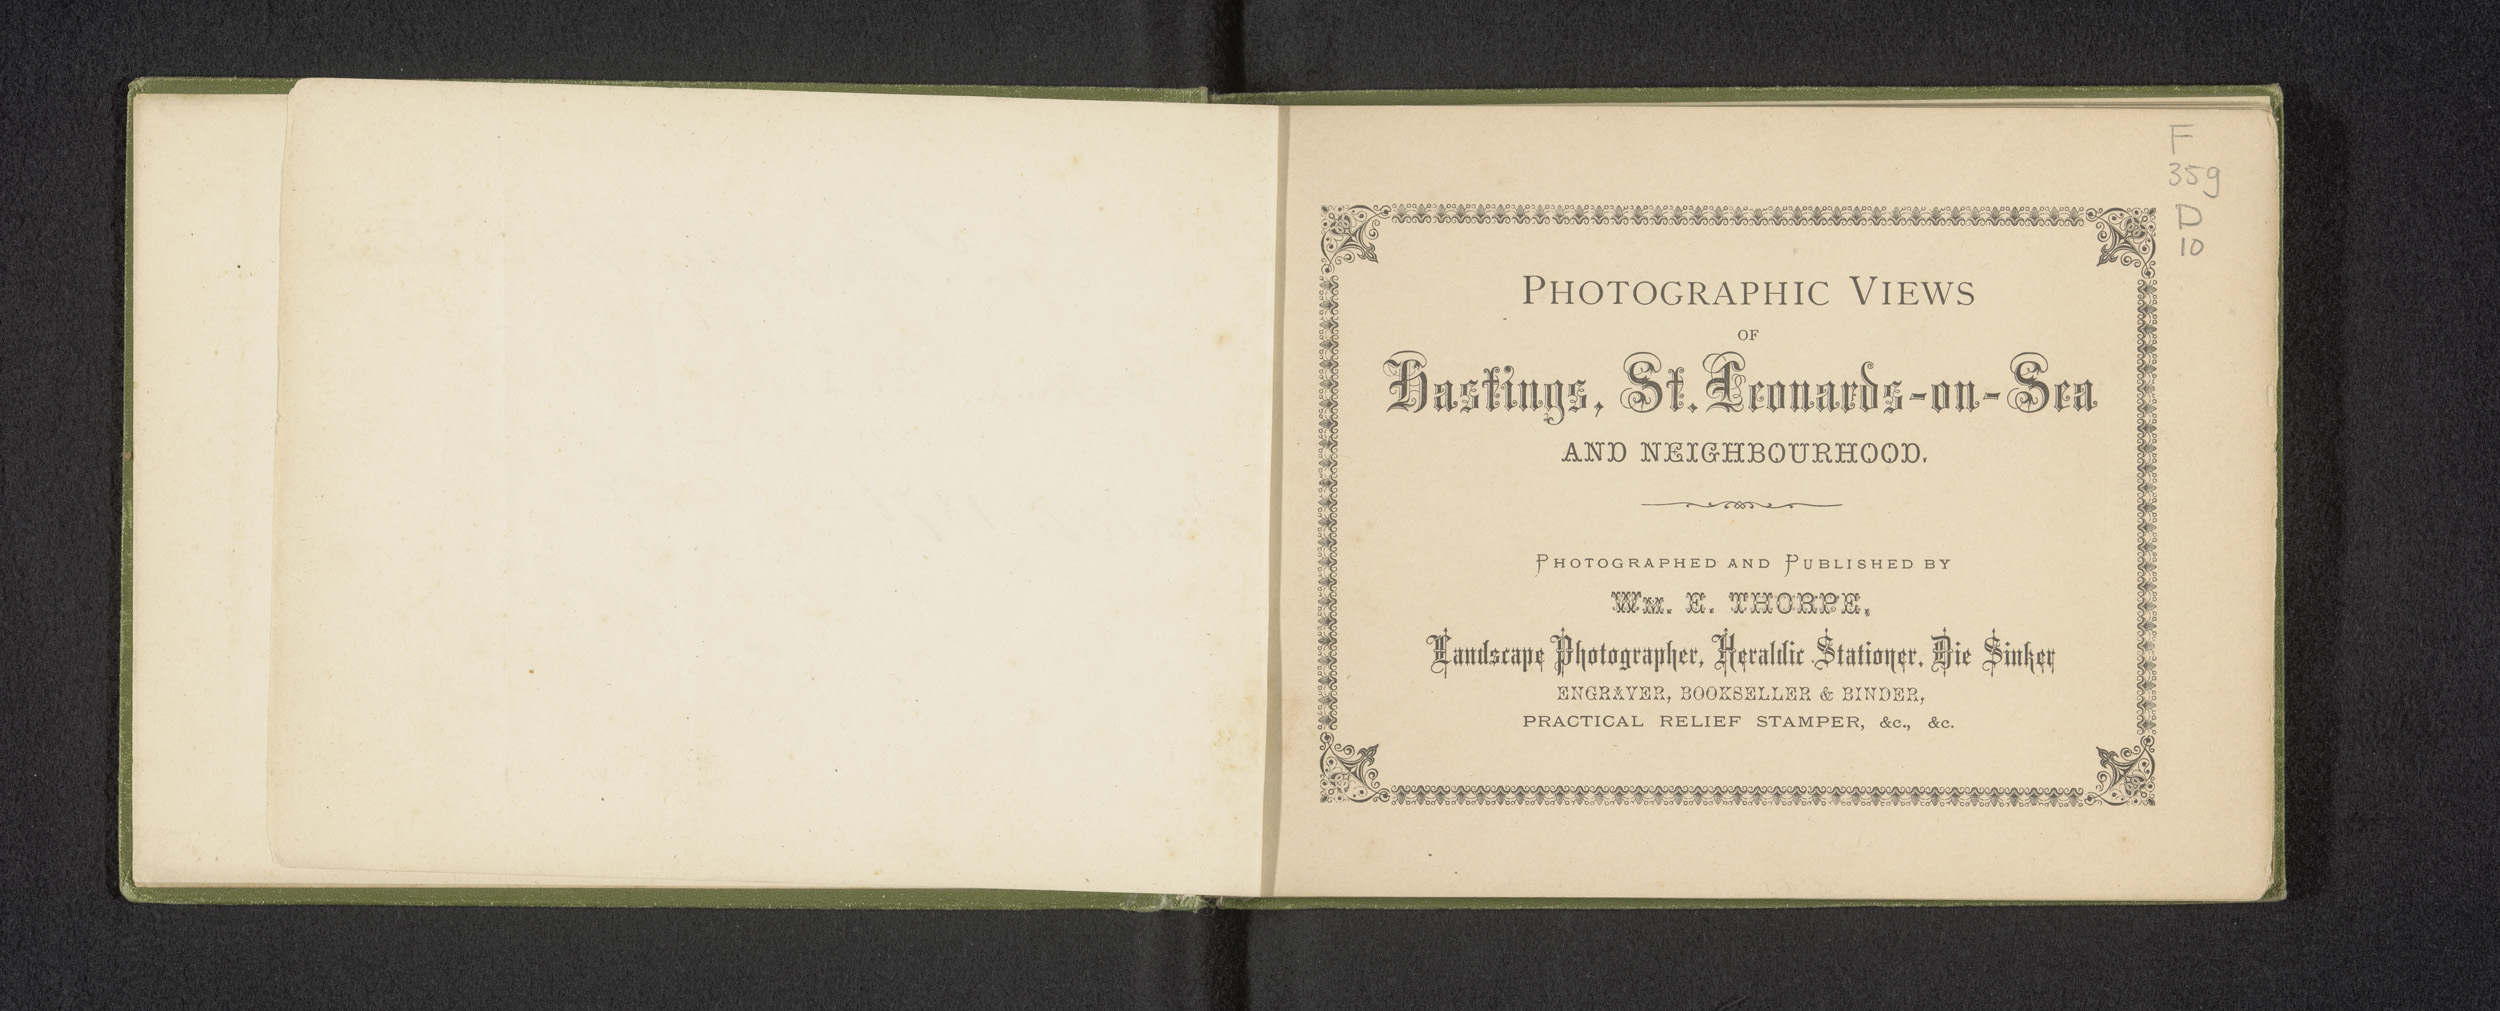 F
35g
D
10
PHOTOGRAPHIC VIEWS
OF
Hastings, St. Leonards-on-Sea
AND NEIGHBOURHOOD.
PHOTOGRAPHED AND PUBLISHED BY
WM. E. THORPE,
Landscape Photographer, Heraldic Stationer, Die Sinker
ENGRAVER, BOOKSELLER & BINDER,
PRACTICAL RELIEF STAMPER, &c., &c.